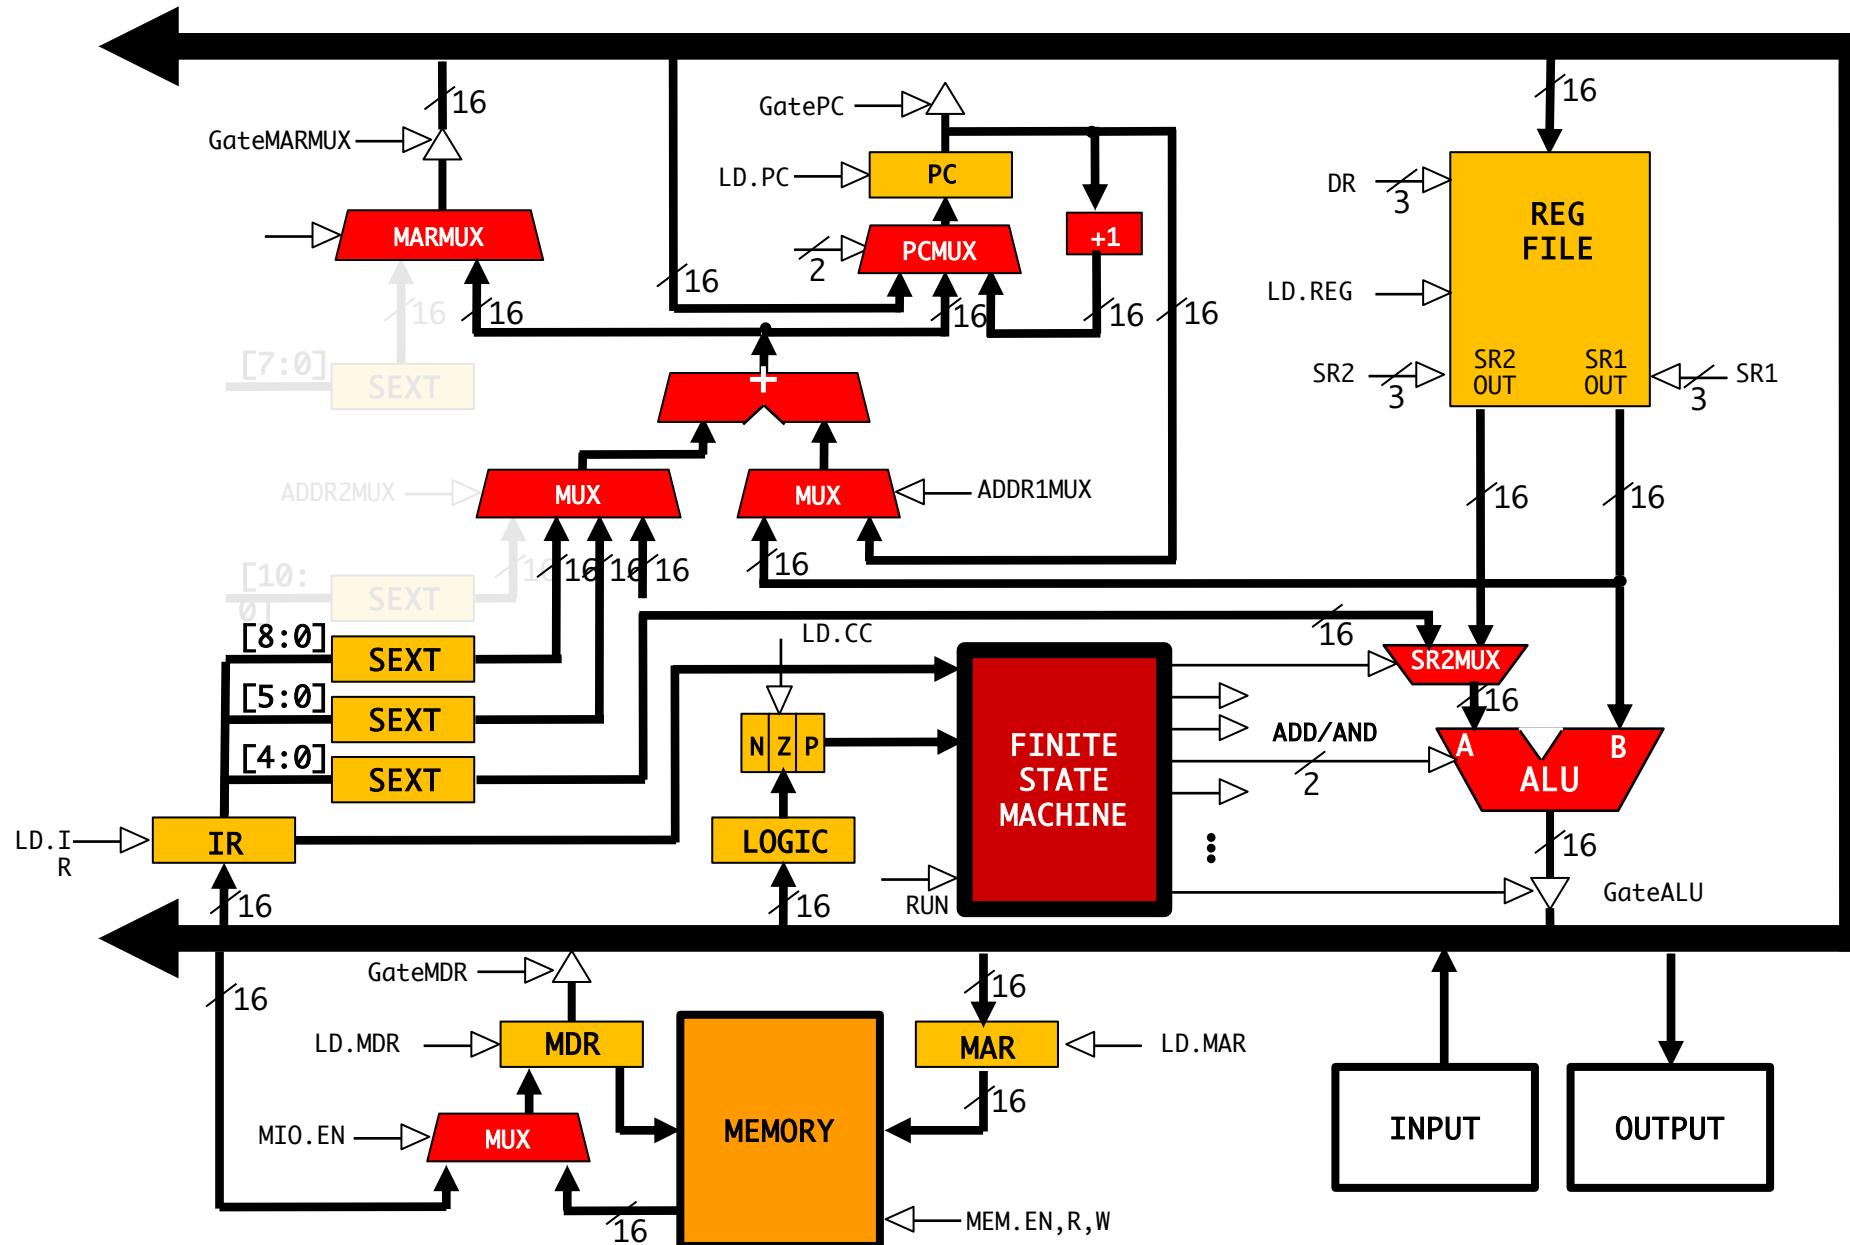 16
GatePC
16
GateMARMUX
LD.PC
PC
DR
3
REG
FILE
MARMUX
2
PCMUX
+1
16
LD.REG
16
16
16
16
16
[7:0]
SEXT
+
SR2
3
SR2
OUT
SR1
OUT
3
SR1
ADDR2MUX
MUX
MUX
ADDR1MUX
16
16
16
16
16
16
16
[10:
0]
SEXT
[8:0]
SEXT
LD.CC
16
SR2MUX
[5:0]
SEXT
16
N Z P
FINITE
STATE
MACHINE
ADD/AND
2
A
B
ALU
[4:0]
SEXT
LD.I
R
IR
LOGIC
16
16
16
RUN
GateALU
GateMDR
16
16
LD.MDR
MDR
MAR
LD.MAR
16
MIO.EN
MUX
MEMORY
INPUT
OUTPUT
16
MEM.EN,R,W